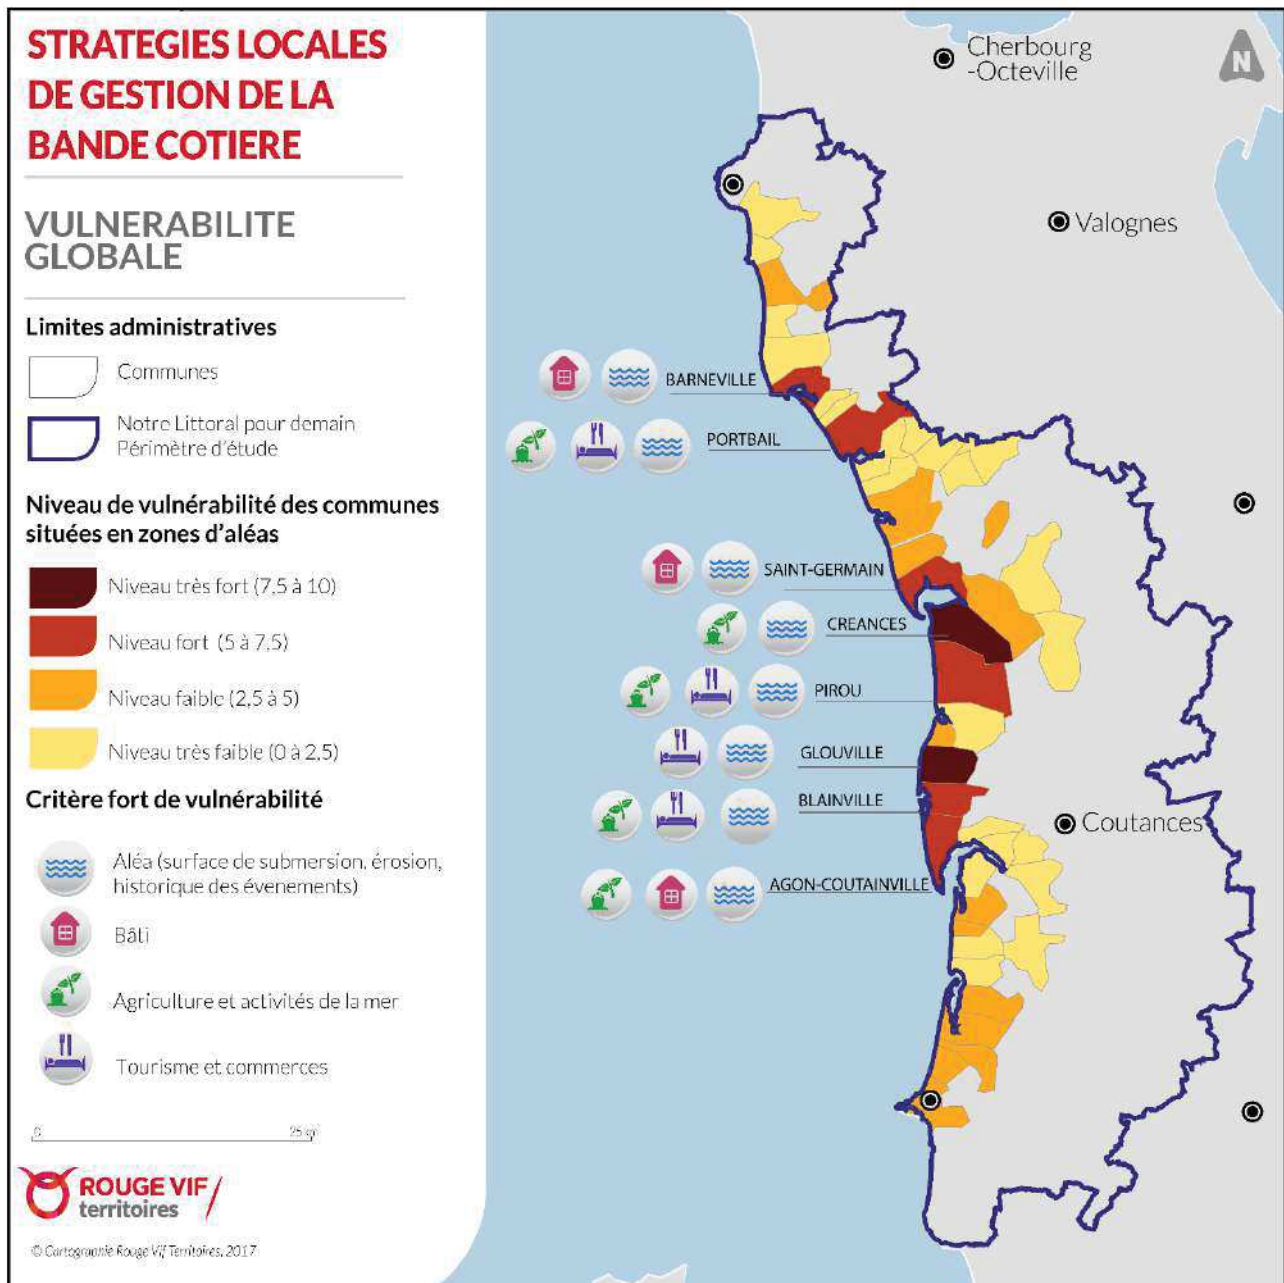 STRATEGIES LOCALES
DE GESTION DE LA
BANDE COTIERE
VULNERABILITE
GLOBALE
Limites administratives
Communes
Notre Littoral pour demain
Périmètre d'étude
Niveau de vulnérabilité des communes
situées en zones d'aléas
Niveau très fort (7,5 à 10)
Niveau fort (5 à 7,5)
Niveau faible (2,5 à 5)
Niveau très faible (0 à 2,5)
Critère fort de vulnérabilité
Aléa (surface de submersion, érosion,
historique des évenements)
Bâti
Agriculture et activités de la mer
Tourisme et commerces
0 25
ROUGE VIF
territoires
© Cartographie Rouge Vif Territoires, 2017
Cherbourg
-Octeville
N
Valognes
BARNEVILLE
PORTBAIL
SAINT-GERMAIN
CREANCES
PIROU
GLOUVILLE
BLAINVILLE
Coutances
AGON-COUTAINVILLE